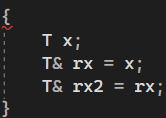 {
T x;
T& rx = x;
T& rx2 = rx;
}